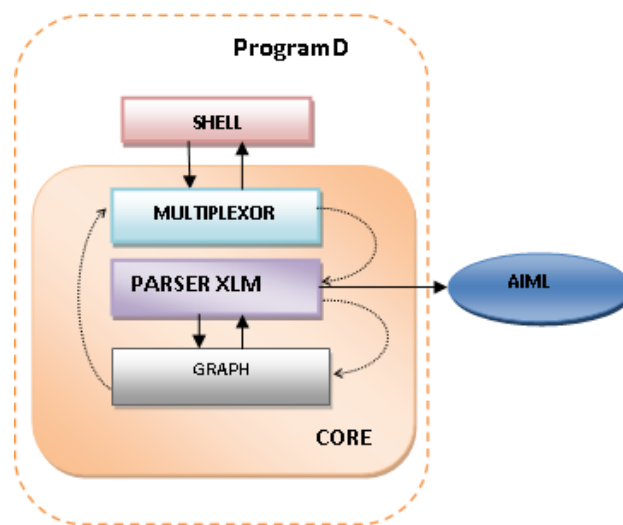 ProgramD
SHELL
MULTIPLEXOR
PARSER XLM
AIML
GRAPH
CORE